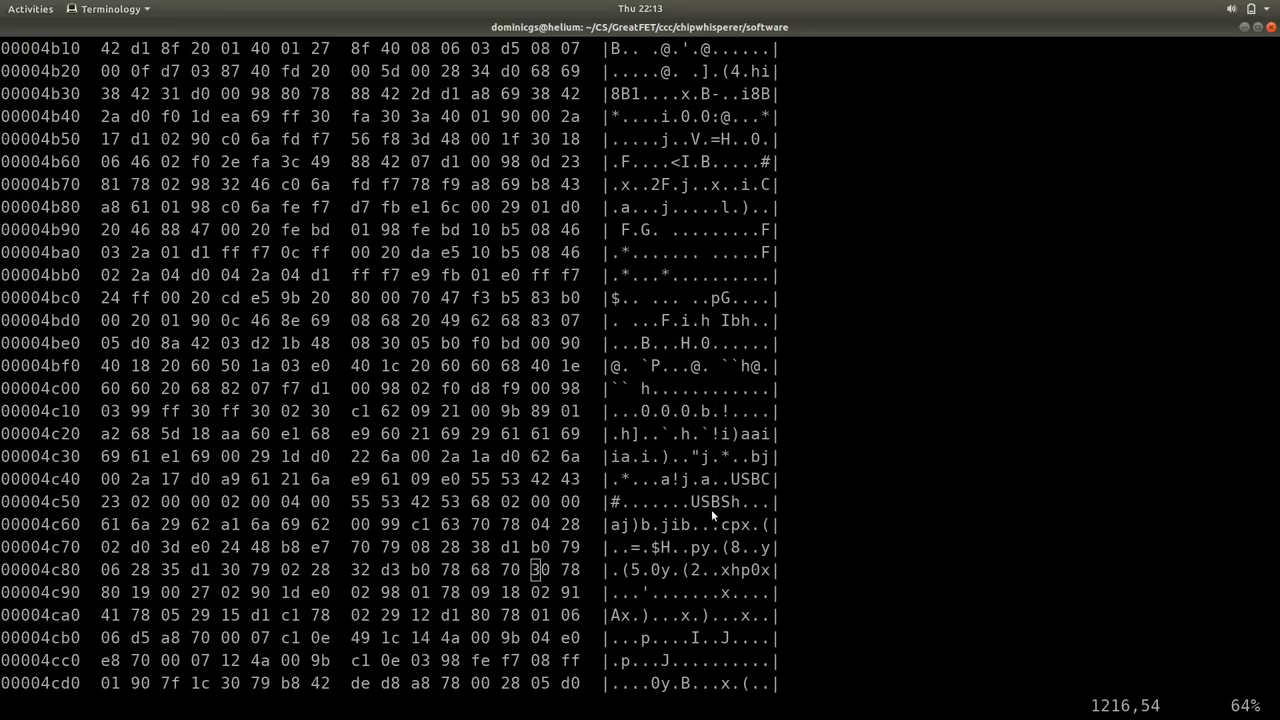 Activities Terminology Thu 22:13
dominicgs@helium: ~/CS/GreatFET/ccc/chipwhisperer/software
00004b10  42 d1 8f 20 01 40 01 27  8f 40 08 06 03 d5 08 07  |B.. .@.'.@......|
00004b20  00 0f d7 03 87 40 fd 20  00 5d 00 28 34 d0 68 69  |.....@. .].(4.hi|
00004b30  38 42 31 d0 00 98 80 78  88 42 2d d1 a8 69 38 42  |8B1....x.B-..i8B|
00004b40  2a d0 f0 1d ea 69 ff 30  fa 30 3a 40 01 90 00 2a  |*....i.0.0:@...*|
00004b50  17 d1 02 90 c0 6a fd f7  56 f8 3d 48 00 1f 30 18  |.....j..V.=H..0.|
00004b60  06 46 02 f0 2e fa 3c 49  88 42 07 d1 00 98 0d 23  |.F....<I.B.....#|
00004b70  81 78 02 98 32 46 c0 6a  fd f7 78 f9 a8 69 b8 43  |.x..2F.j..x..i.C|
00004b80  a8 61 01 98 c0 6a fe f7  d7 fb e1 6c 00 29 01 d0  |.a...j.....l.)..|
00004b90  20 46 88 47 00 20 fe bd  01 98 fe bd 10 b5 08 46  | F.G. .........F|
00004ba0  03 2a 01 d1 ff f7 0c ff  00 20 da e5 10 b5 08 46  |.*....... .....F|
00004bb0  02 2a 04 d0 04 2a 04 d1  ff f7 e9 fb 01 e0 ff f7  |.*...*..........|
00004bc0  24 ff 00 20 cd e5 9b 20  80 00 70 47 f3 b5 83 b0  |$.. ... ..pG....|
00004bd0  00 20 01 90 0c 46 8e 69  08 68 20 49 62 68 83 07  |. ...F.i.h Ibh..|
00004be0  05 d0 8a 42 03 d2 1b 48  08 30 05 b0 f0 bd 00 90  |...B...H.0......|
00004bf0  40 18 20 60 50 1a 03 e0  40 1c 20 60 60 68 40 1e  |@. `P...@. ``h@.|
00004c00  60 60 20 68 82 07 f7 d1  00 98 02 f0 d8 f9 00 98  |`` h............|
00004c10  03 99 ff 30 ff 30 02 30  c1 62 09 21 00 9b 89 01  |...0.0.0.b.!....|
00004c20  a2 68 5d 18 aa 60 e1 68  e9 60 21 69 29 61 61 69  |.h]..`.h.`!i)aai|
00004c30  69 61 e1 69 00 29 1d d0  22 6a 00 2a 1a d0 62 6a  |ia.i.).."j.*..bj|
00004c40  00 2a 17 d0 a9 61 21 6a  e9 61 09 e0 55 53 42 43  |.*...a!j.a..USBC|
00004c50  23 02 00 00 02 00 04 00  55 53 42 53 68 02 00 00  |#.......USBSh...|
00004c60  61 6a 29 62 a1 6a 69 62  00 99 c1 63 70 78 04 28  |aj)b.jib...cpx.(|
00004c70  02 d0 3d e0 24 48 b8 e7  70 79 08 28 38 d1 b0 79  |..=.$H..py.(8..y|
00004c80  06 28 35 d1 30 79 02 28  32 d3 b0 78 68 70 30 78  |.(5.0y.(2..xhp0x|
00004c90  80 19 00 27 02 90 1d e0  02 98 01 78 09 18 02 91  |...'.......x....|
00004ca0  41 78 05 29 15 d1 c1 78  02 29 12 d1 80 78 01 06  |Ax.)...x.)...x..|
00004cb0  06 d5 a8 70 00 07 c1 0e  49 1c 14 4a 00 9b 04 e0  |...p....I..J....|
00004cc0  e8 70 00 07 12 4a 00 9b  c1 0e 03 98 fe f7 08 ff  |.p...J..........|
00004cd0  01 90 7f 1c 30 79 b8 42  de d8 a8 78 00 28 05 d0  |....0y.B...x.(..|
1216,54 64%